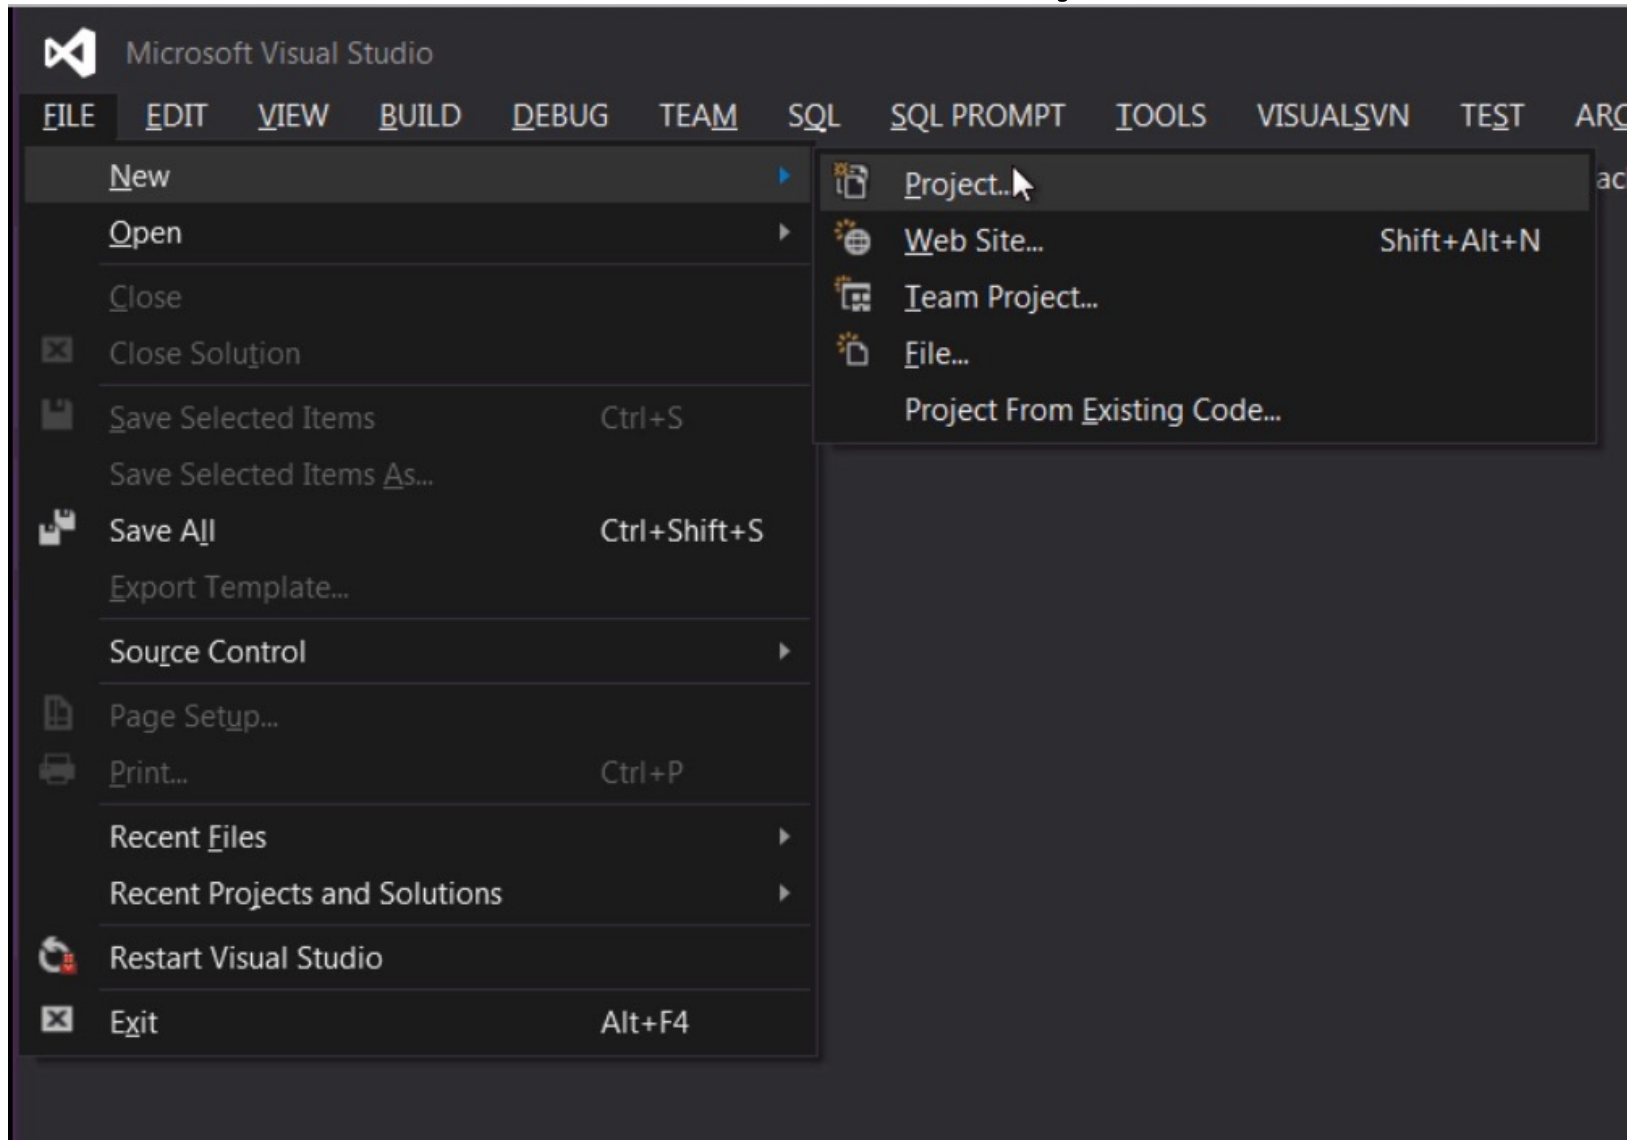 Microsoft Visual Studio
FILE EDIT VIEW BUILD DEBUG TEAM SQL SQL PROMPT TOOLS VISUALSVN TEST ARC
New
Open
Close
Close Solution
Save Selected Items Ctrl+S
Save Selected Items As...
Save All Ctrl+Shift+S
Export Template...
Source Control
Page Setup...
Print... Ctrl+P
Recent Files
Recent Projects and Solutions
Restart Visual Studio
Exit Alt+F4
Project...
Web Site... Shift+Alt+N
Team Project...
File...
Project From Existing Code...
ac